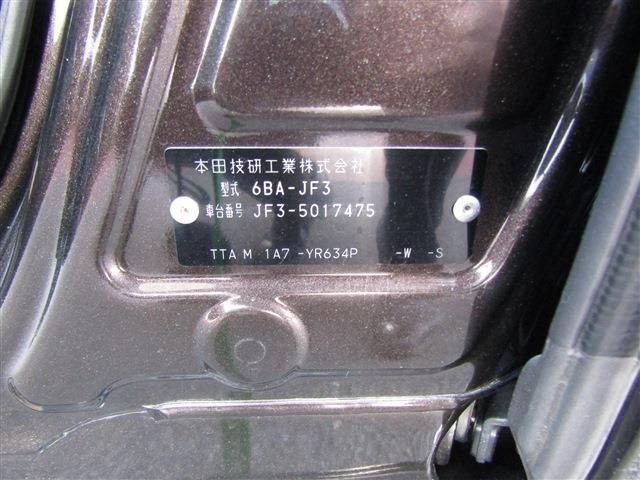 本田技研工業株式会社
型式 6BA-JF3
車台番号 JF3-5017475
TTA M 1A7 -YR634P -W -S